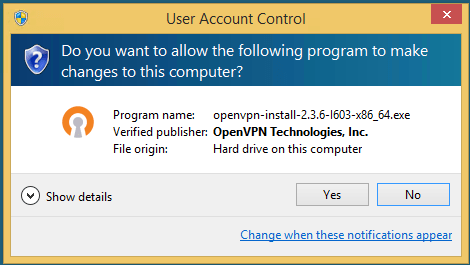 User Account Control
Do you want to allow the following program to make
changes to this computer?
Program name: openvpn-install-2.3.6-I603-x86_64.exe
Verified publisher: OpenVPN Technologies, Inc.
File origin: Hard drive on this computer
Show details
Yes
No
Change when these notifications appear